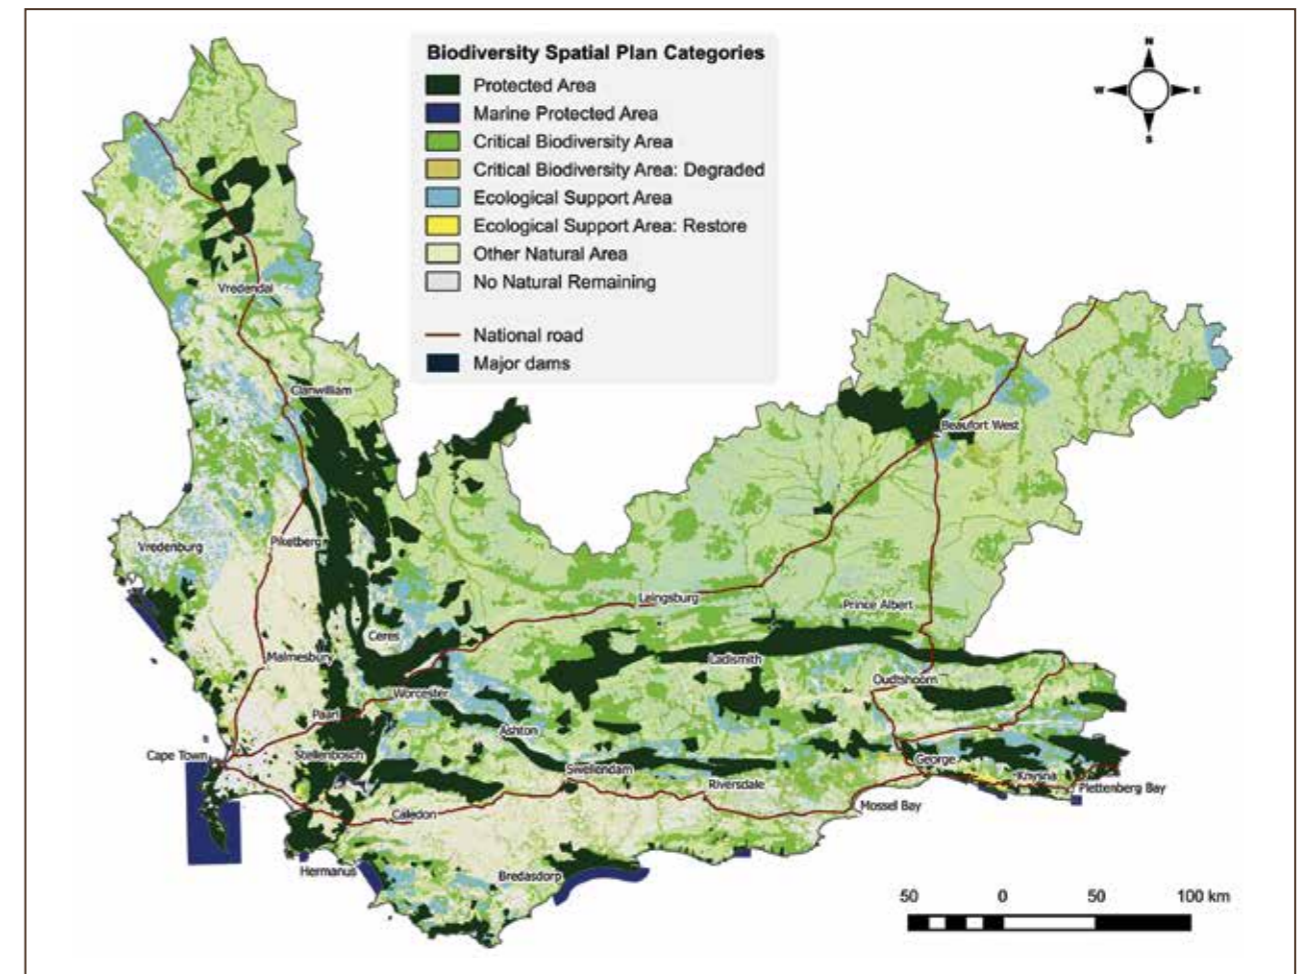 Biodiversity Spatial Plan Categories
Protected Area
Marine Protected Area
Critical Biodiversity Area
Critical Biodiversity Area: Degraded
Ecological Support Area
Ecological Support Area: Restore
Other Natural Area
No Natural Remaining
National road
Major dams
N
W E
S
Vredendal
Clanwilliam
Beaufort West
Vredenburg
Piketberg
Laingsburg
Prince Albert
Ceres
Malmesbury
Ladismith
Oudtshoorn
Worcester
Paarl
Ashton
Cape Town
Stellenbosch
George
Swellendam
Knysna
Riversdale
Plettenberg Bay
Mossel Bay
Caledon
Hermanus
Bredasdorp
50 0 50 100 km